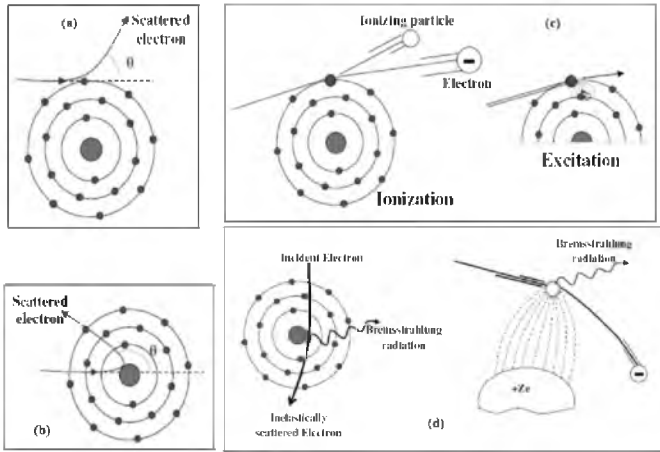 (a)
Scattered
electron
θ
Ionizing particle
(c)
Electron
Ionization
Excitation
Scattered
electron
θ
(b)
Incident Electron
Bremsstrahlung
radiation
Inelastically
scattered Electron
Bremsstrahlung
radiation
+Ze
(d)